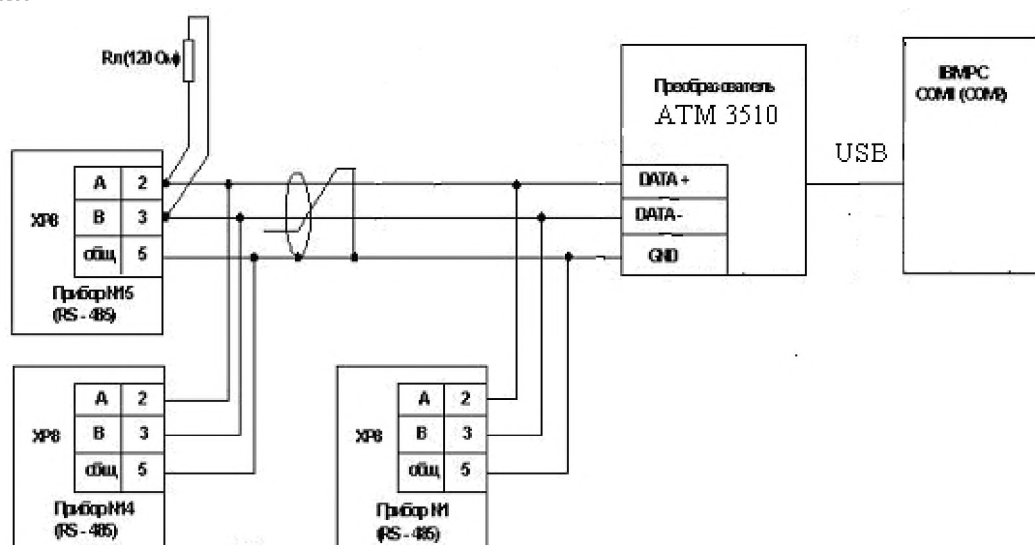 Rл(120 Ом)
A 2
XP8
B 3
общ 5
Прибор N15
(RS - 485)
Преобразователь
ATM 3510
DATA +
DATA-
GND
USB
IBMPC
COM1 (COM2)
A 2
XP8
B 3
общ 5
Прибор N14
(RS - 485)
A 2
XP8
B 3
общ 5
Прибор N1
(RS - 485)